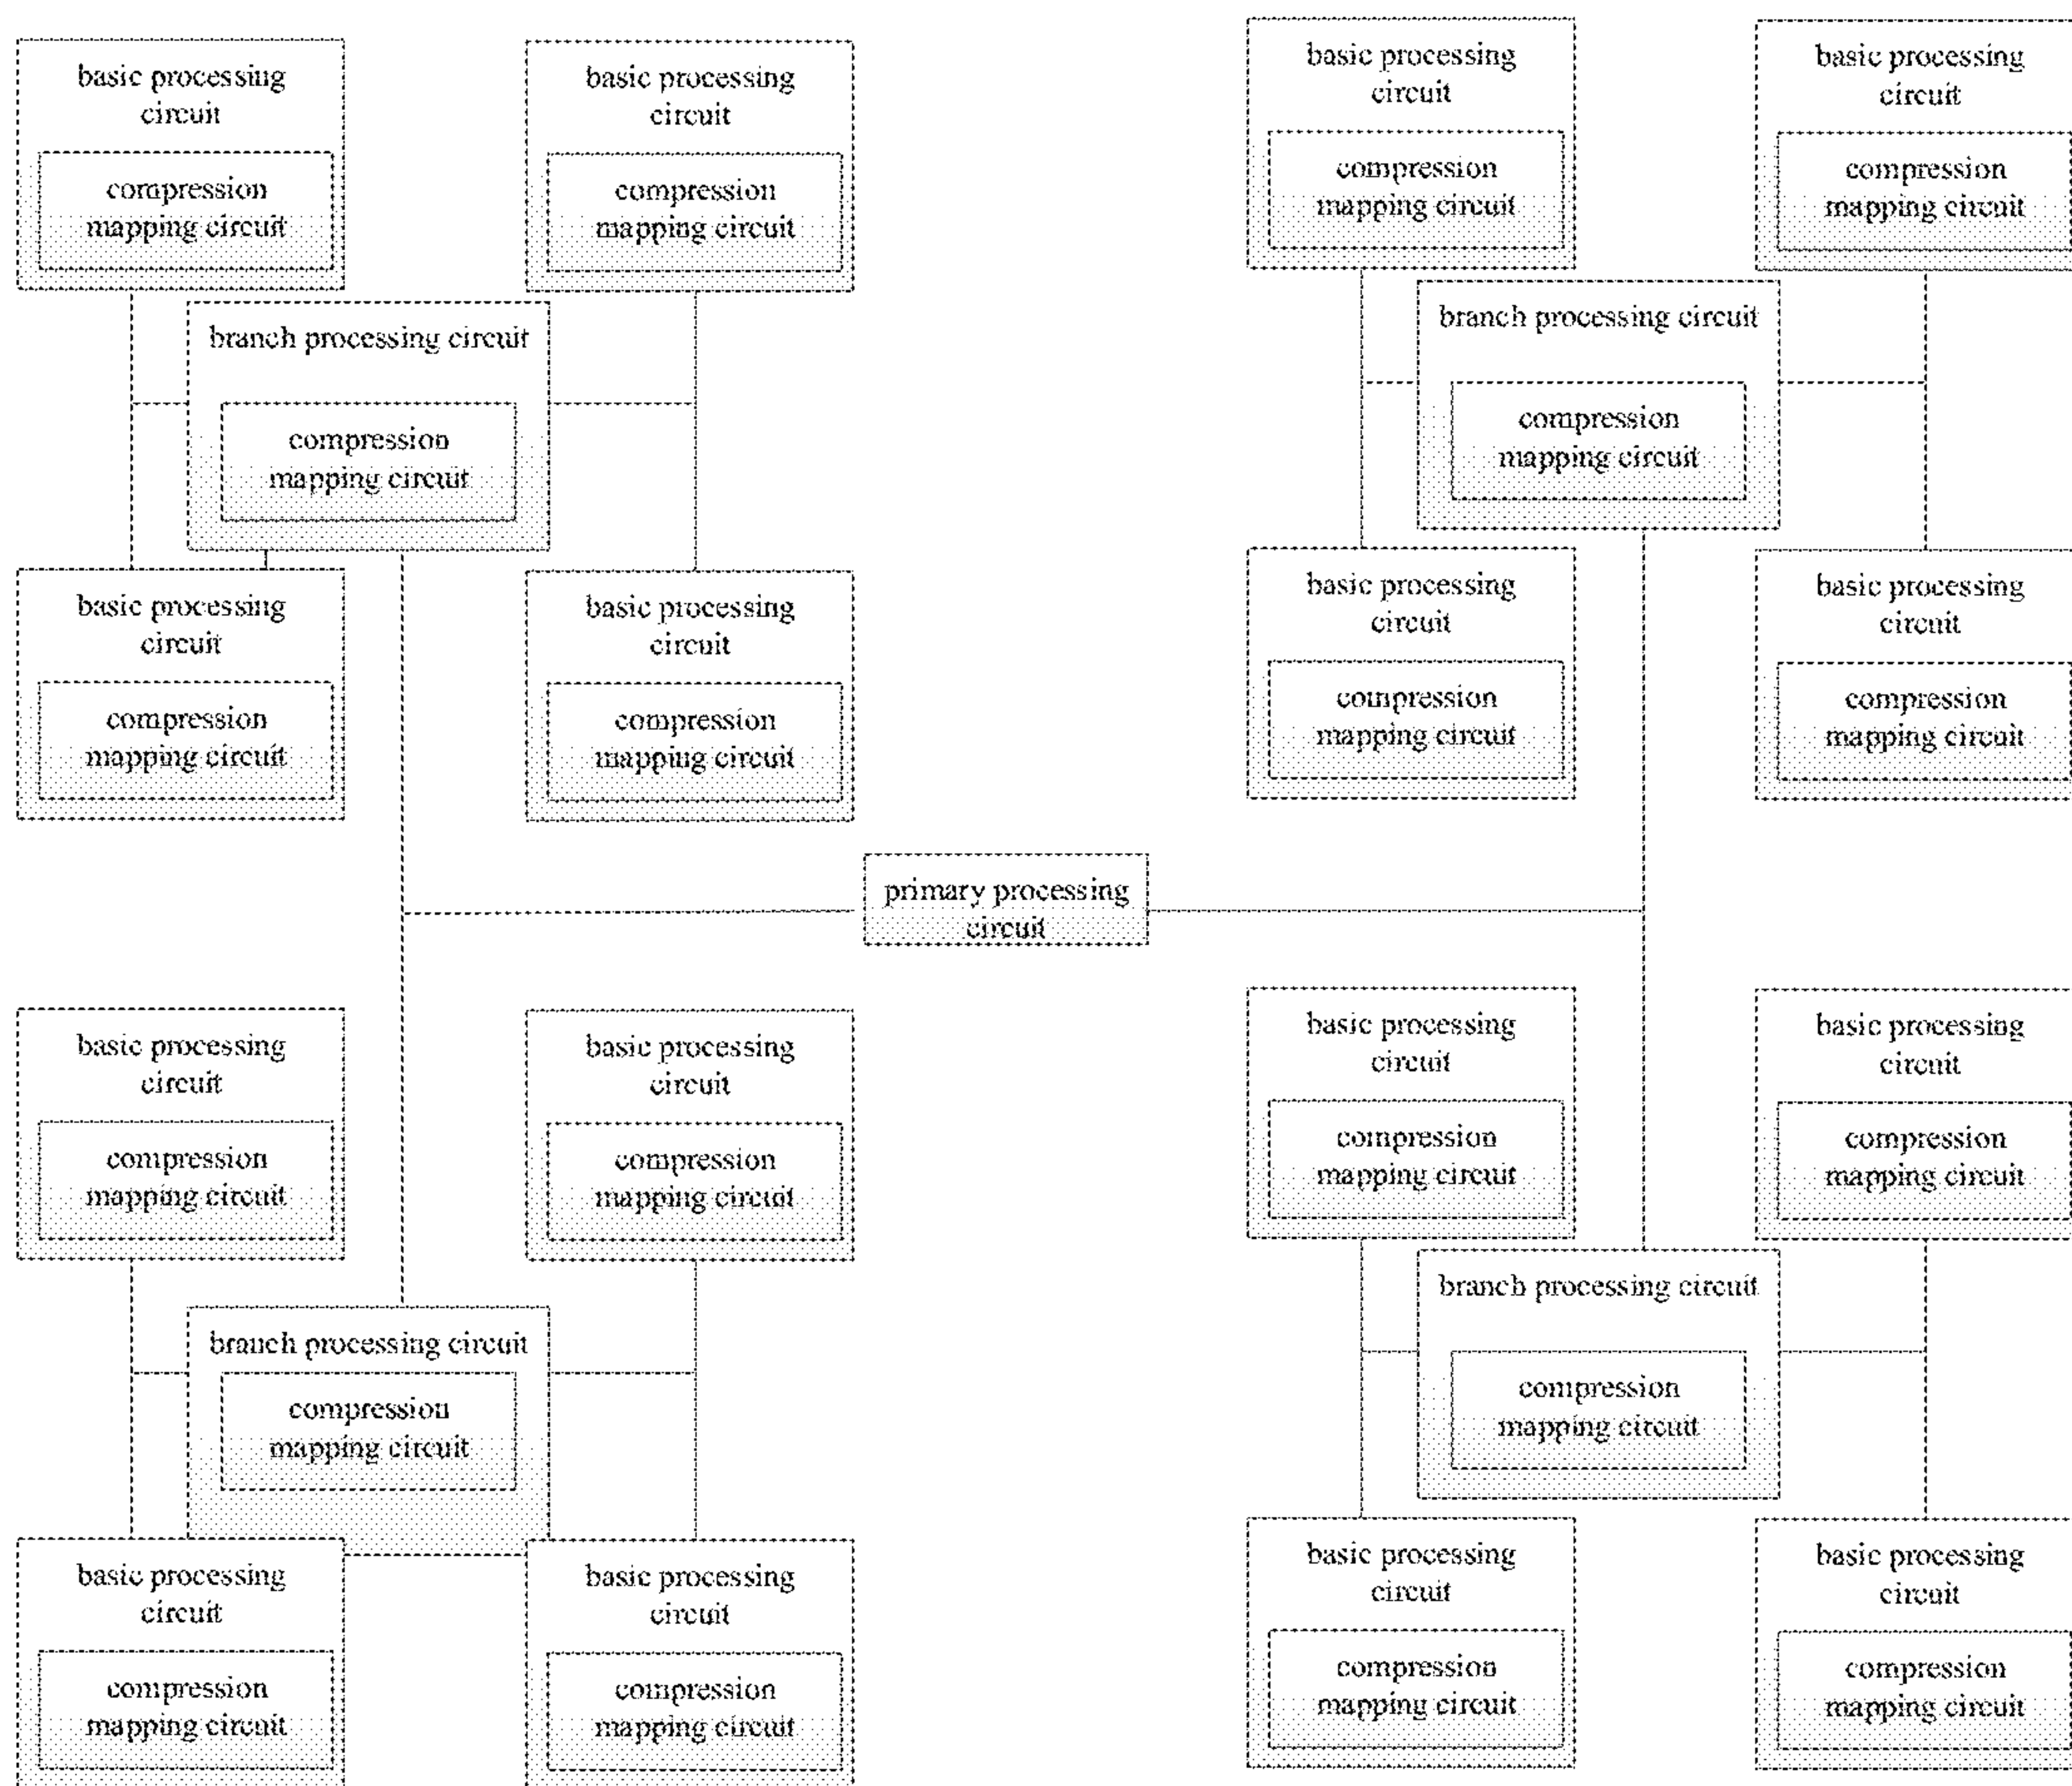 basic processing
circuit
compression
mapping circuit
basic processing
circuit
compression
mapping circuit
branch processing circuit
compression
mapping circuit
basic processing
circuit
compression
mapping circuit
basic processing
circuit
compression
mapping circuit
basic processing
circuit
compression
mapping circuit
basic processing
circuit
compression
mapping circuit
branch processing circuit
compression
mapping circuit
basic processing
circuit
compression
mapping circuit
basic processing
circuit
compression
mapping circuit
primary processing
circuit
basic processing
circuit
compression
mapping circuit
basic processing
circuit
compression
mapping circuit
branch processing circuit
compression
mapping circuit
basic processing
circuit
compression
mapping circuit
basic processing
circuit
compression
mapping circuit
basic processing
circuit
compression
mapping circuit
basic processing
circuit
compression
mapping circuit
branch processing circuit
compression
mapping circuit
basic processing
circuit
compression
mapping circuit
basic processing
circuit
compression
mapping circuit